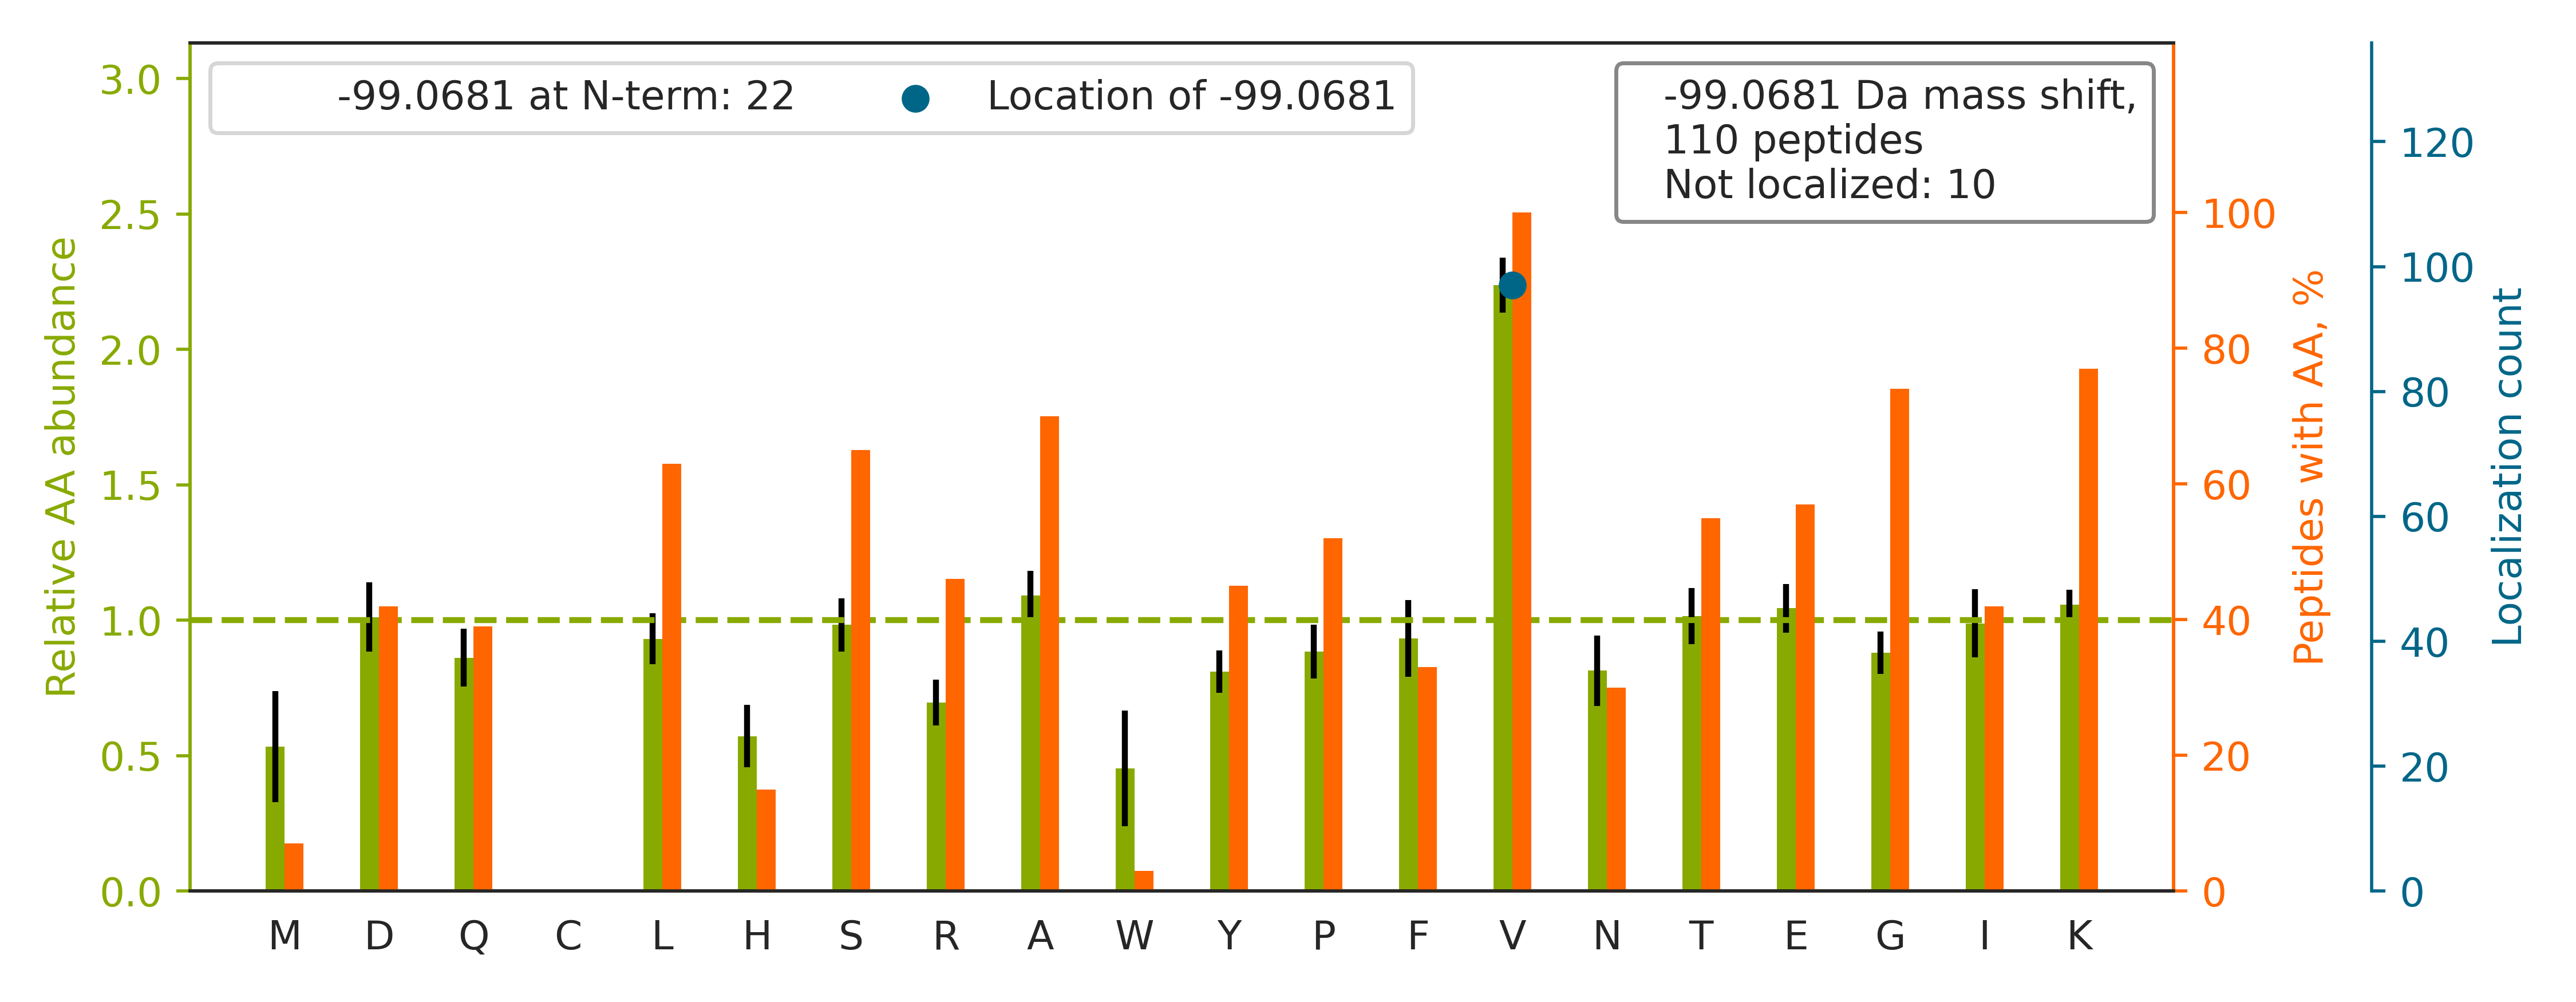 -99.0681 at N-term: 22
Location of -99.0681
-99.0681 Da mass shift,
110 peptides
Not localized: 10
Relative AA abundance
3.0
2.5
2.0
1.5
1.0
0.5
0.0
M D Q C L H S R A W Y P F V N T E G I K
100
80
60
40
20
0
Peptides with AA, %
120
100
80
60
40
20
0
Localization count